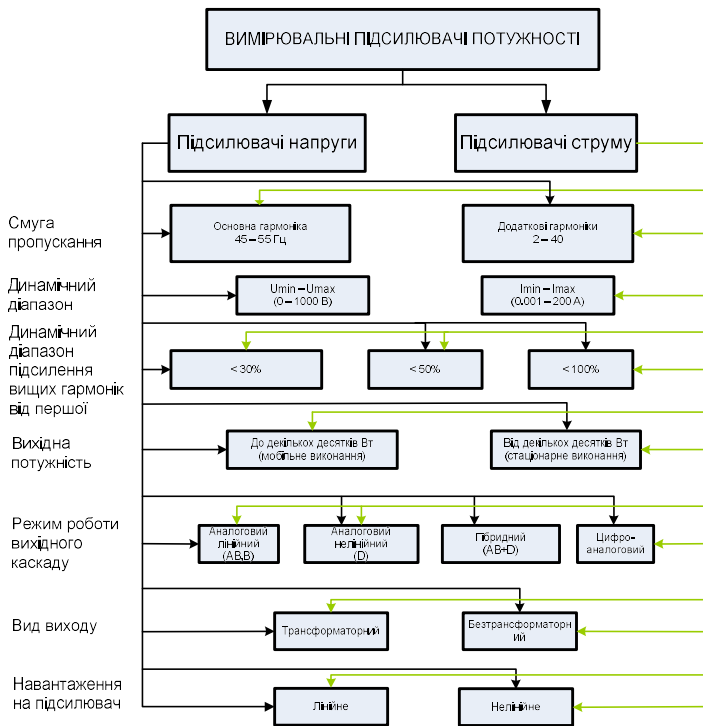 ВИМІРЮВАЛЬНІ ПІДСИЛЮВАЧІ ПОТУЖНОСТІ
Підсилювачі напруги
Підсилювачі струму
Смуга
пропускання
Основна гармоніка
45 – 55 Гц
Додаткові гармоніки
2 – 40
Динамічний
діапазон
Umin – Umax
(0 – 1000 В)
Imin – Imax
(0.001 – 200 А)
Динамічний
діапазон
підсилення
вищих гармонік
від першої
< 30%
< 50%
< 100%
Вихідна
потужність
До декількох десятків Вт
(мобільне виконання)
Від декількох десятків Вт
(стаціонарне виконання)
Режим роботи
вихідного
каскаду
Аналоговий
лінійний
(АВ,В)
Аналоговий
нелінійний
(D)
Гібридний
(АВ+D)
Цифро-
аналоговий
Вид виходу
Трансформаторний
Безтрансформаторн
ий
Навантаження
на підсилювач
Лінійне
Нелінійне